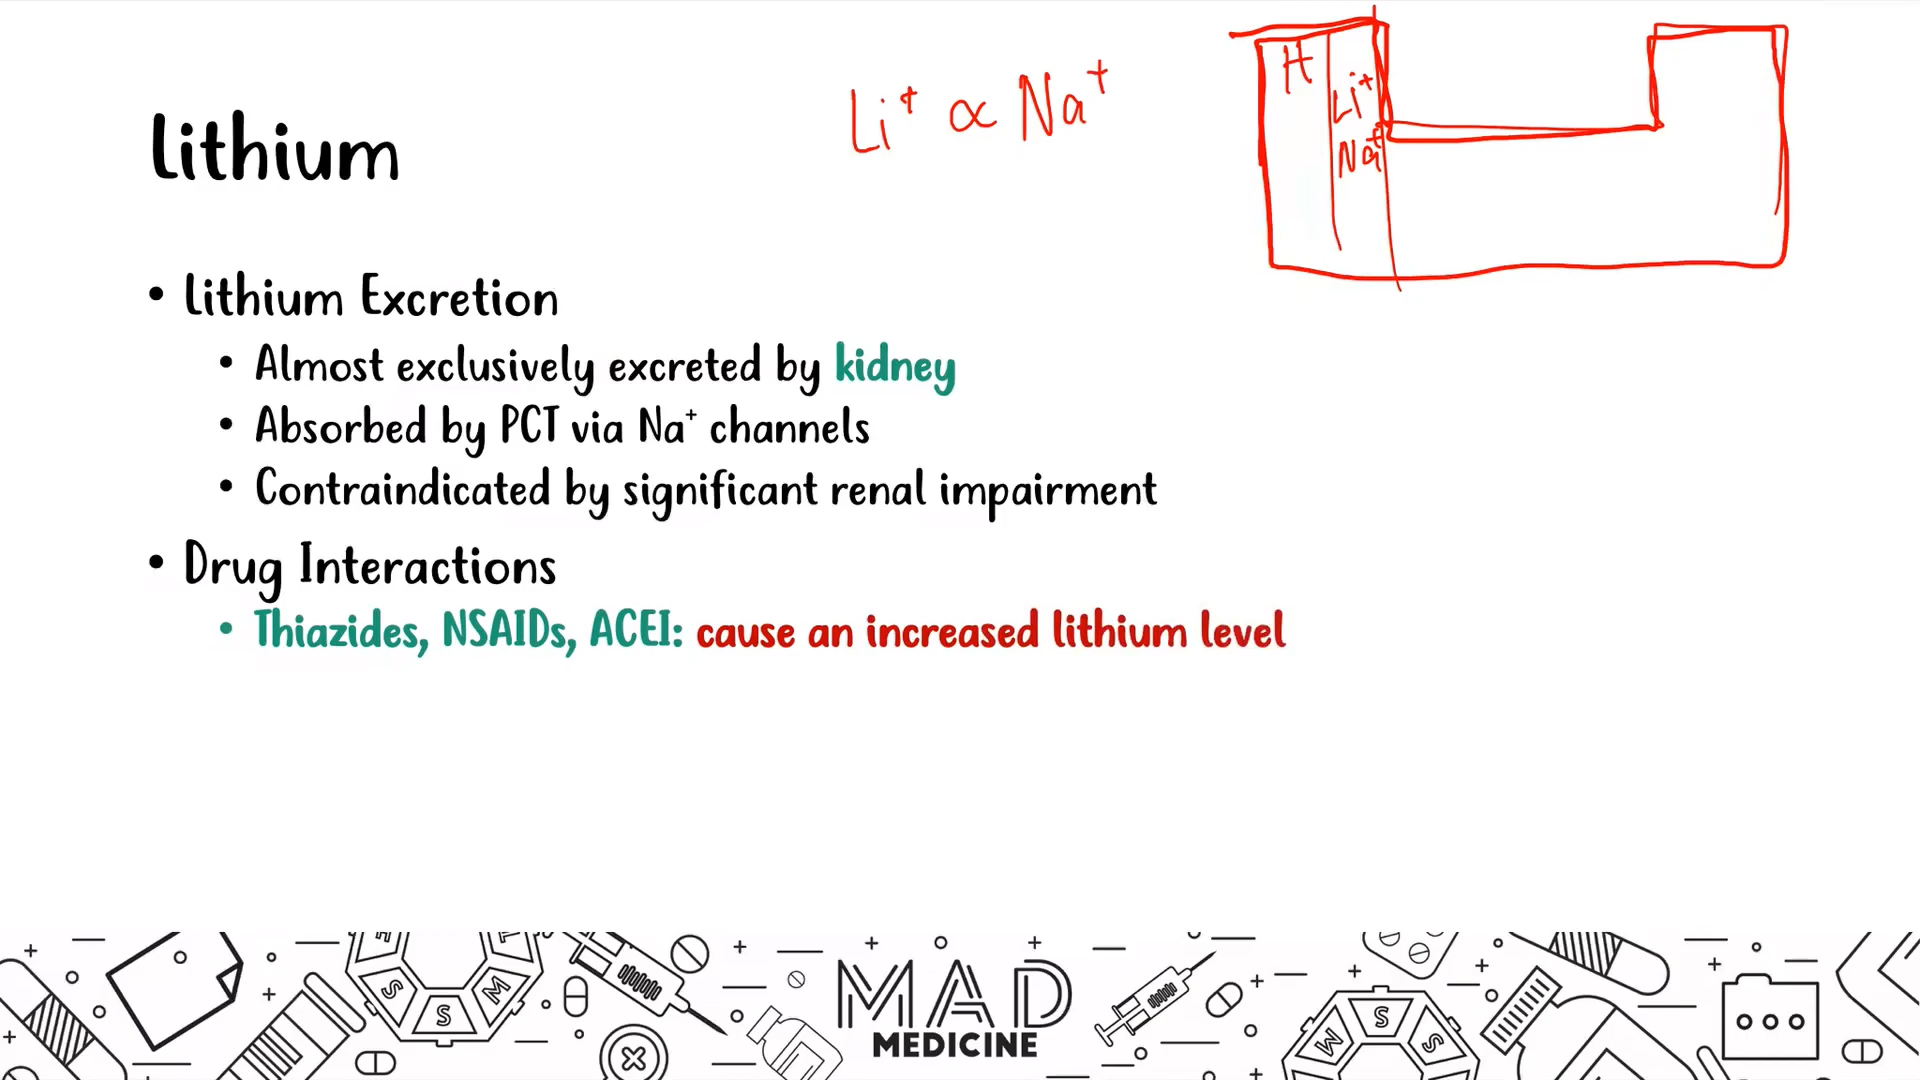 Lithium
Li⁺ ∝ Na⁺
H
Li⁺
Na⁺
• Lithium Excretion
• Almost exclusively excreted by kidney
• Absorbed by PCT via Na⁺ channels
• Contraindicated by significant renal impairment
• Drug Interactions
• Thiazides, NSAIDs, ACEI: cause an increased lithium level
S
S
M
MAD
MEDICINE
M
S
S